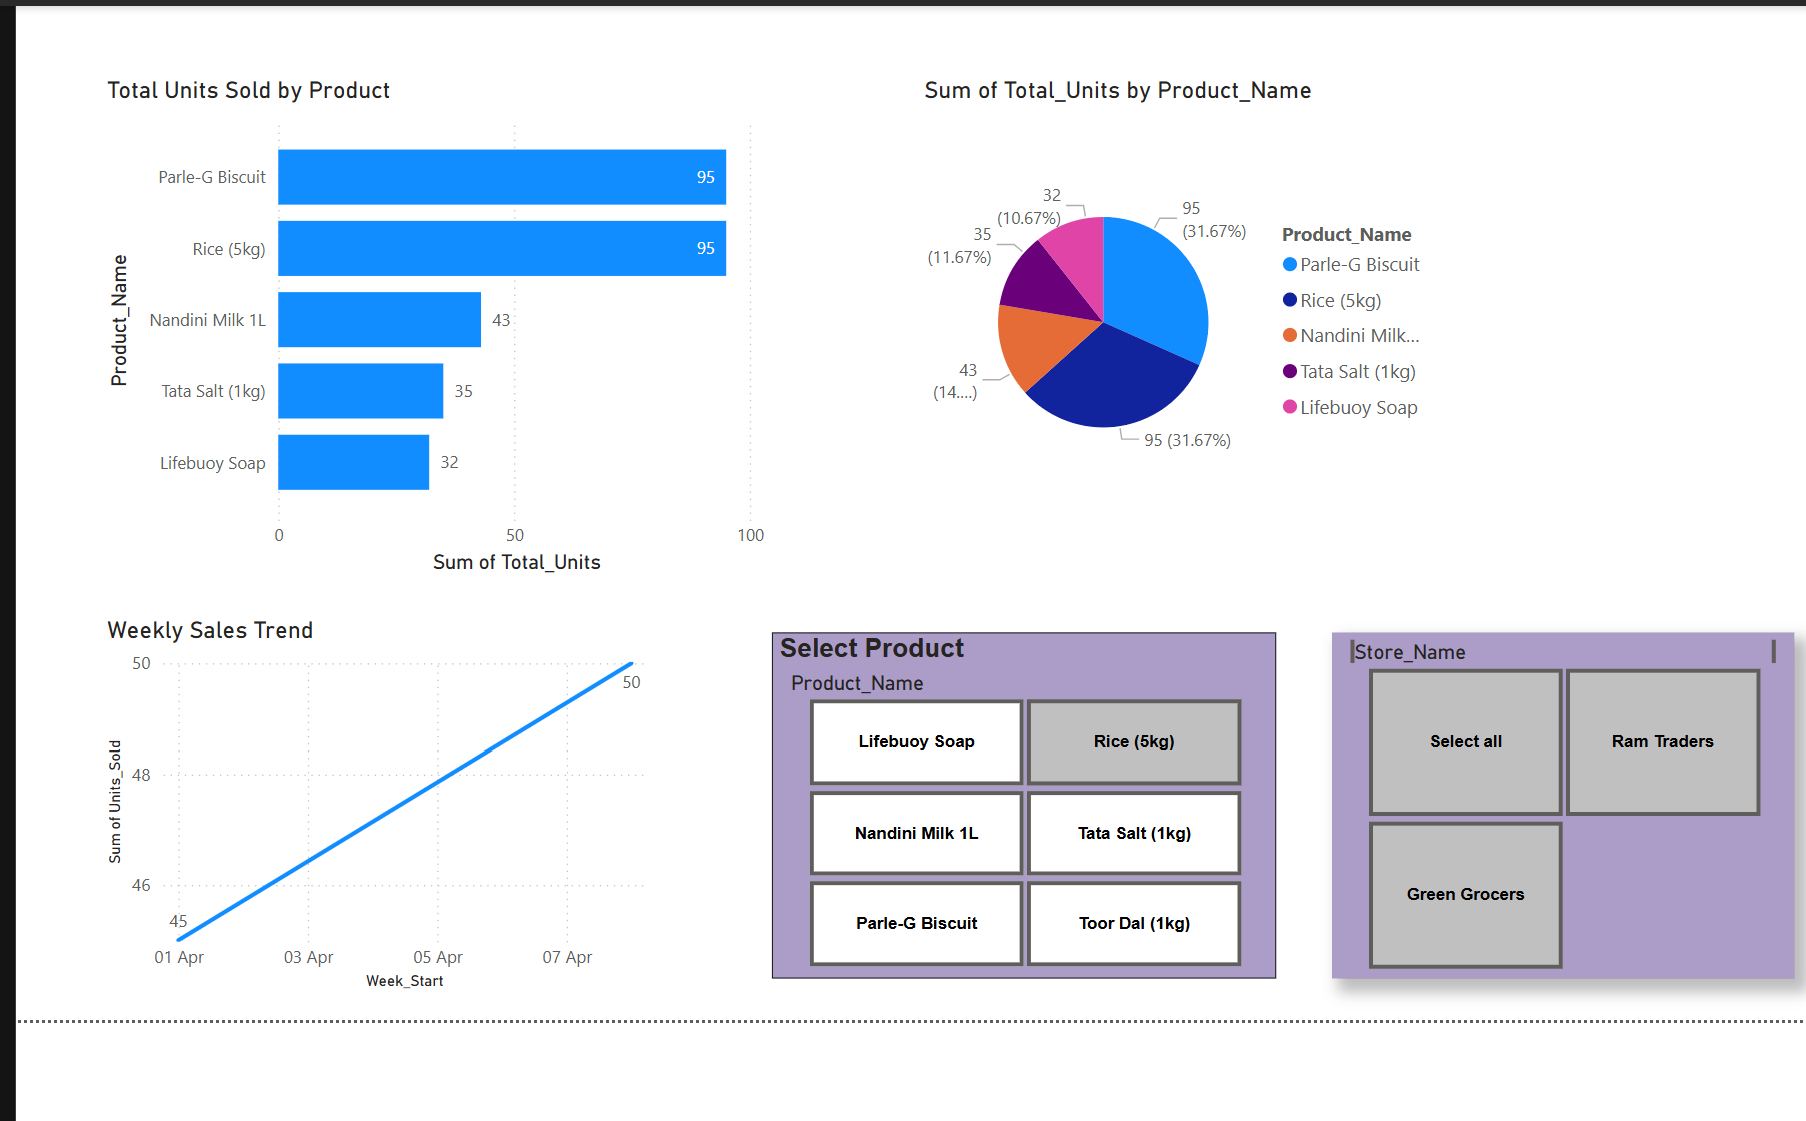 Total Units Sold by Product
Product_Name
Parle-G Biscuit
95
Rice (5kg)
95
Nandini Milk 1L
43
Tata Salt (1kg)
35
Lifebuoy Soap
32
0
50
100
Sum of Total_Units
Sum of Total_Units by Product_Name
95
(31.67%)
95 (31.67%)
43
(14....)
35
(11.67%)
32
(10.67%)
Product_Name
Parle-G Biscuit
Rice (5kg)
Nandini Milk...
Tata Salt (1kg)
Lifebuoy Soap
Weekly Sales Trend
Sum of Units_Sold
50
48
46
45
50
01 Apr
03 Apr
05 Apr
07 Apr
Week_Start
Select Product
Product_Name
Lifebuoy Soap
Rice (5kg)
Nandini Milk 1L
Tata Salt (1kg)
Parle-G Biscuit
Toor Dal (1kg)
Store_Name
Select all
Ram Traders
Green Grocers